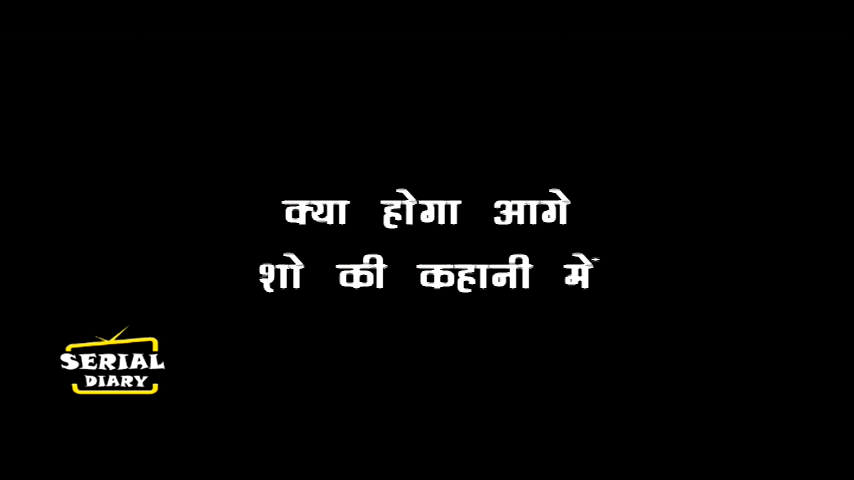 क्या होगा आगे
शो की कहानी में
SERIAL
DIARY